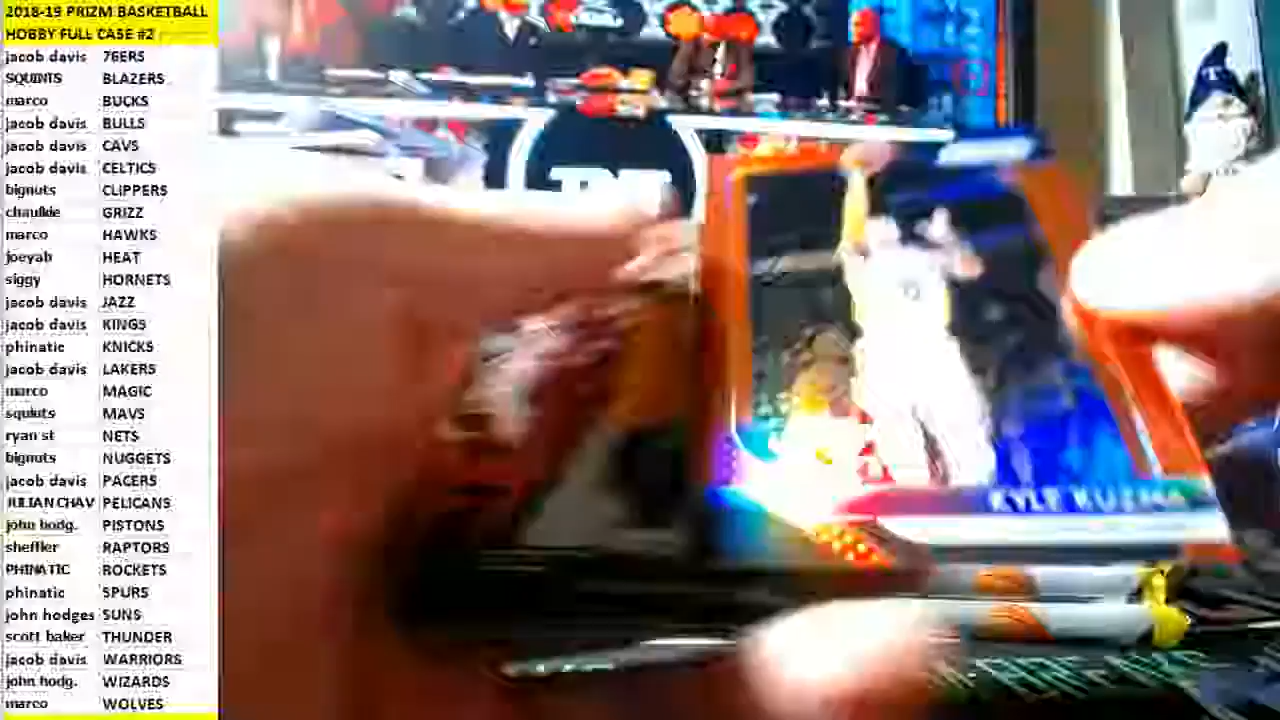 2018-19 PRIZM BASKETBALL
HOBBY FULL CASE #2
jacob davis 76ERS
SQUINTS BLAZERS
marco BUCKS
jacob davis BULLS
jacob davis CAVS
jacob davis CELTICS
bignuts CLIPPERS
chaulkie GRIZZ
marco HAWKS
joeyah HEAT
siggy HORNETS
jacob davis JAZZ
jacob davis KINGS
phinatic KNICKS
jacob davis LAKERS
marco MAGIC
squints MAVS
ryan st NETS
bignuts NUGGETS
jacob davis PACERS
JULIAN CHAV PELICANS
john hodg. PISTONS
sheffler RAPTORS
PHINATIC ROCKETS
phinatic SPURS
john hodges SUNS
scott baker THUNDER
jacob davis WARRIORS
john hodg. WIZARDS
marco WOLVES
KYLE KUZMA
T